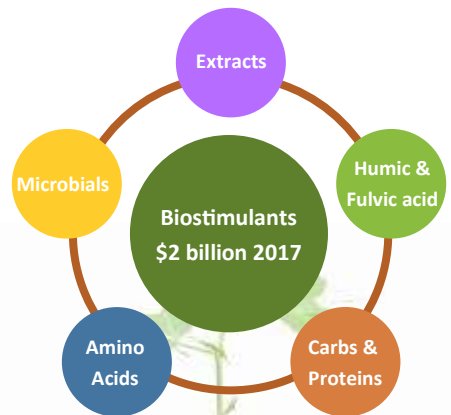 Extracts
Humic &
Fulvic acid
Microbials
Biostimulants
$2 billion 2017
Amino
Acids
Carbs &
Proteins